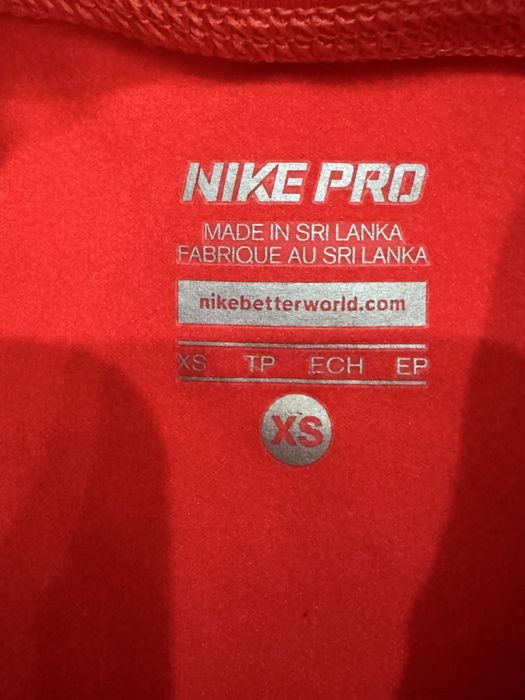 NIKE PRO
MADE IN SRI LANKA
FABRIQUE AU SRI LANKA
nikebetterworld.com
XS TP ECH EP
XS